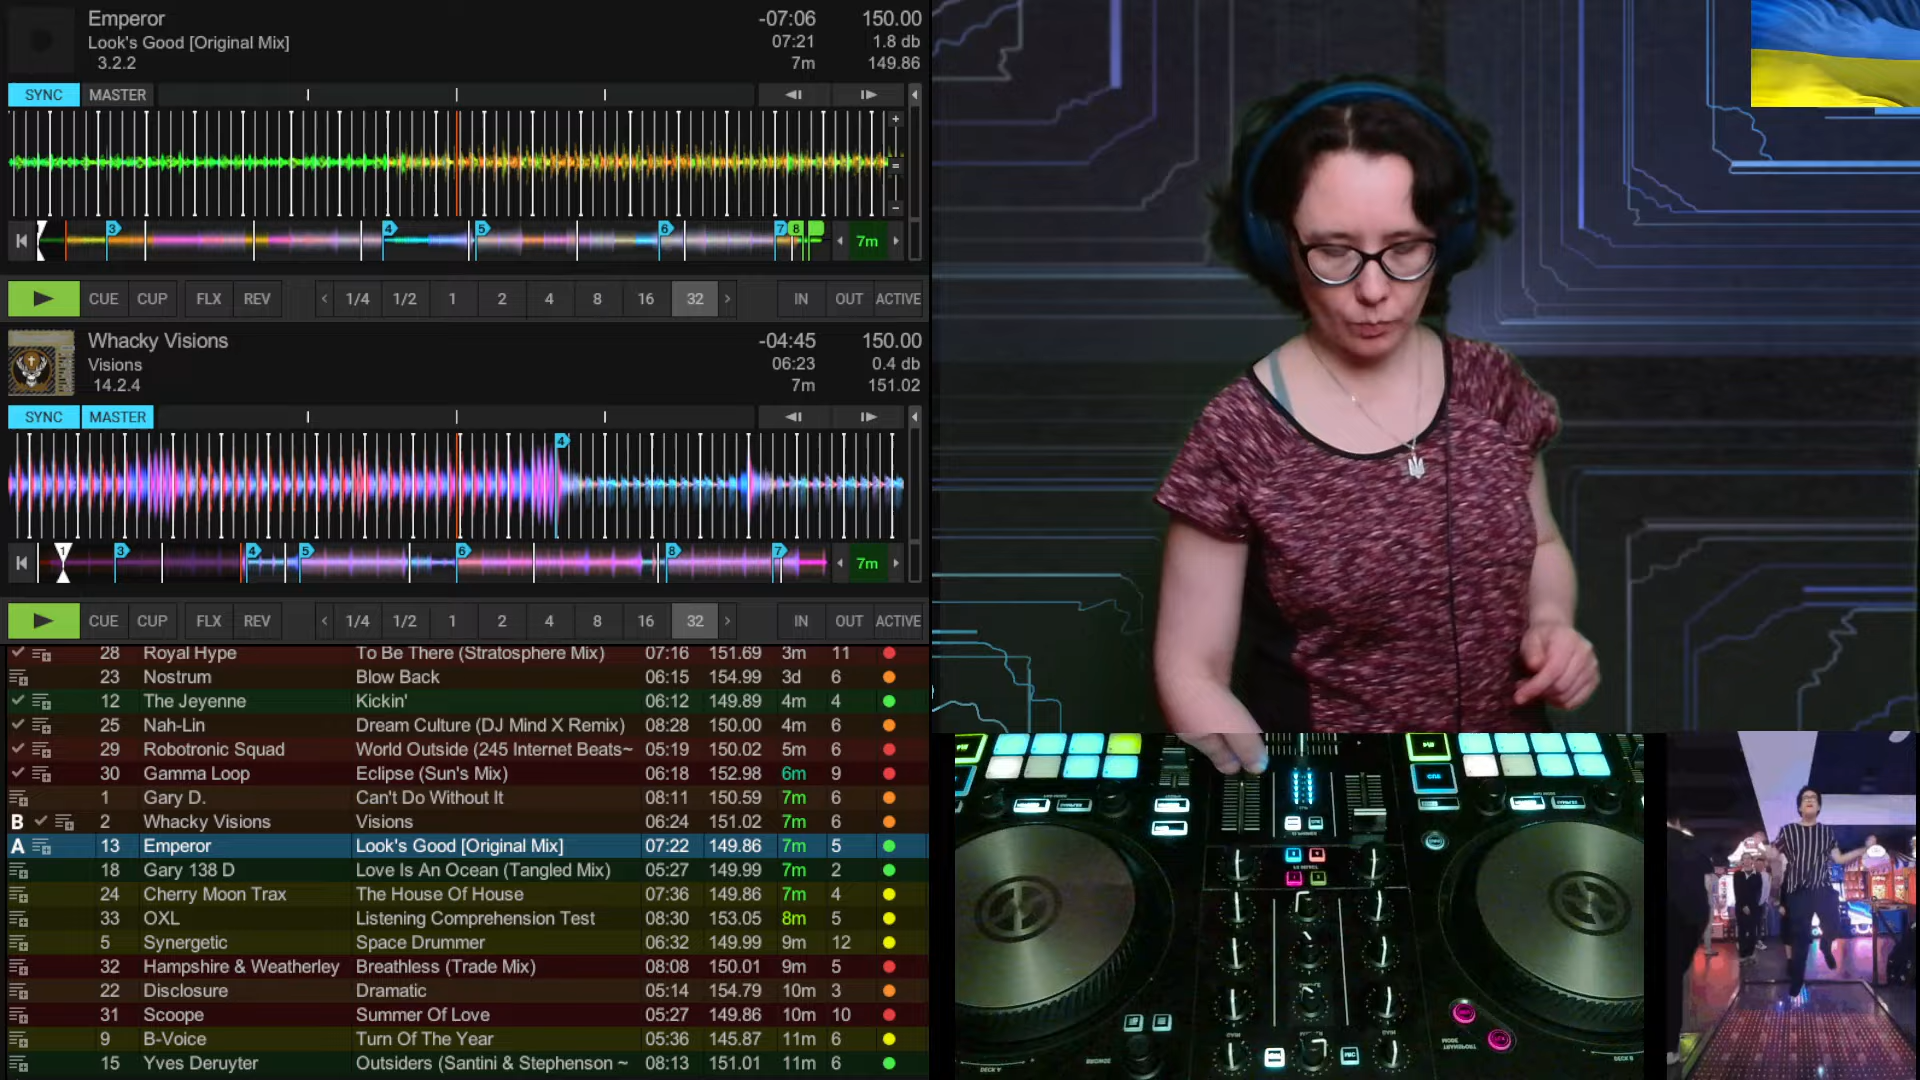 Emperor -07:06 150.00
Look's Good [Original Mix] 07:21 1.8 db
3.2.2 7m 149.86
SYNC MASTER
3 4 5 6 7 8 7m
CUE CUP FLX REV 1/4 1/2 1 2 4 8 16 32 IN OUT ACTIVE
Whacky Visions -04:45 150.00
Visions 06:23 0.4 db
14.2.4 7m 151.02
SYNC MASTER
4
1 3 4 5 6 8 7 7m
CUE CUP FLX REV 1/4 1/2 1 2 4 8 16 32 IN OUT ACTIVE
28 Royal Hype To Be There (Stratosphere Mix) 07:16 151.69 3m 11
23 Nostrum Blow Back 06:15 154.99 3d 6
12 The Jeyenne Kickin' 06:12 149.89 4m 4
25 Nah-Lin Dream Culture (DJ Mind X Remix) 08:28 150.00 4m 6
29 Robotronic Squad World Outside (245 Internet Beats~ 05:19 150.02 5m 6
30 Gamma Loop Eclipse (Sun's Mix) 06:18 152.98 6m 9
1 Gary D. Can't Do Without It 08:11 150.59 7m 6
B 2 Whacky Visions Visions 06:24 151.02 7m 6
A 13 Emperor Look's Good [Original Mix] 07:22 149.86 7m 5
18 Gary 138 D Love Is An Ocean (Tangled Mix) 05:27 149.99 7m 2
24 Cherry Moon Trax The House Of House 07:36 149.86 7m 4
33 OXL Listening Comprehension Test 08:30 153.05 8m 5
5 Synergetic Space Drummer 06:32 149.99 9m 12
32 Hampshire & Weatherley Breathless (Trade Mix) 08:08 150.01 9m 5
22 Disclosure Dramatic 05:14 154.79 10m 3
31 Scoope Summer Of Love 05:27 149.86 10m 10
9 B-Voice Turn Of The Year 05:36 145.87 11m 6
15 Yves Deruyter Outsiders (Santini & Stephenson ~ 08:13 151.01 11m 6